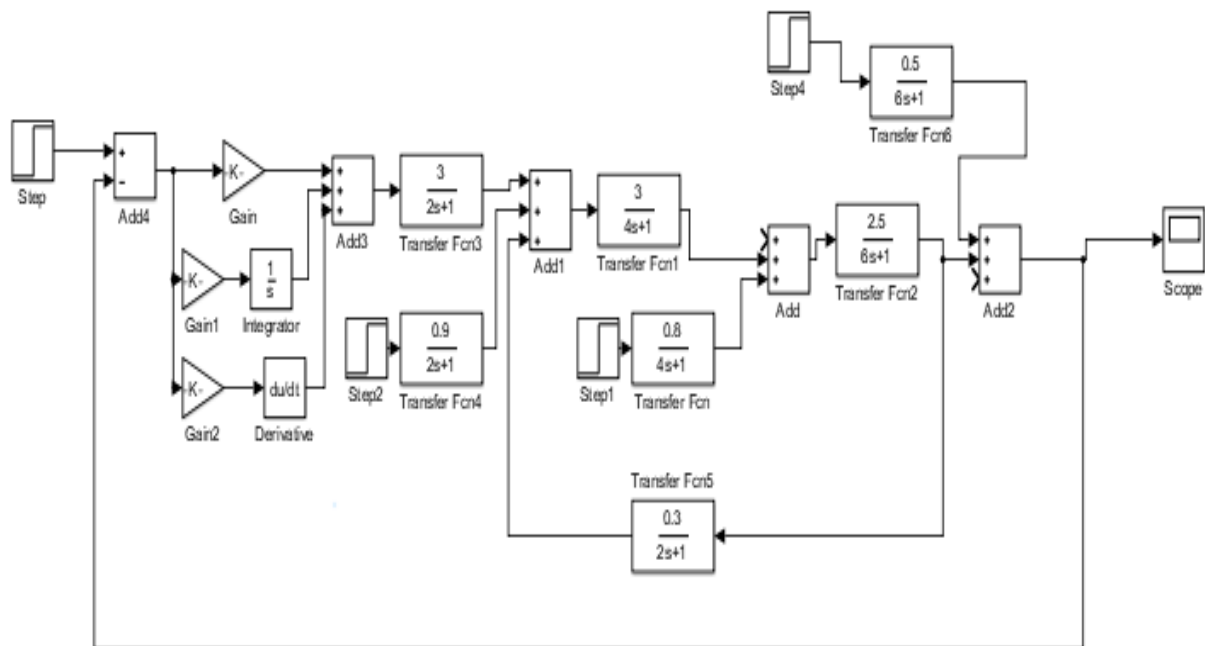 Step4
0.5
6s+1
Transfer Fcn6
Step
+
-
Add4
-K-
Gain
+
+
+
Add3
3
2s+1
Transfer Fcn3
+
+
+
Add1
3
4s+1
Transfer Fcn1
+
+
Add
2.5
6s+1
Transfer Fcn2
+
+
Add2
Scope
-K-
Gain1
1
s
Integrator
-K-
Gain2
du/dt
Derivative
Step2
0.9
2s+1
Transfer Fcn4
Step1
0.8
4s+1
Transfer Fcn
Transfer Fcn5
0.3
2s+1